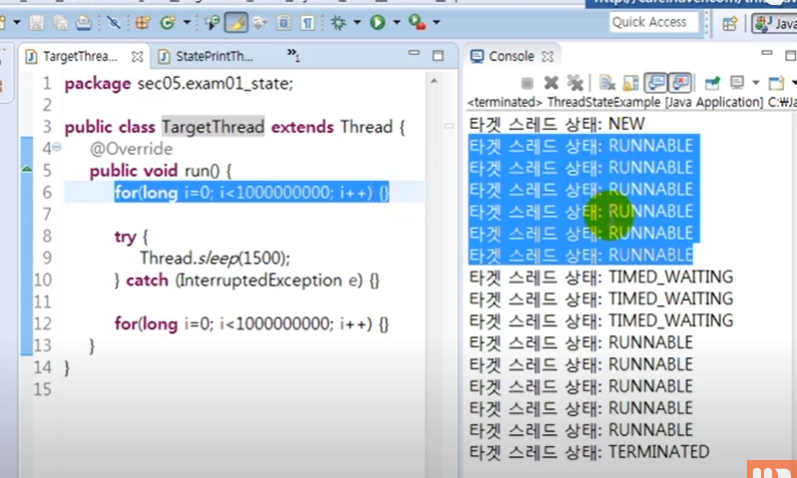 Quick Access
Java
TargetThrea...
StatePrintTh...
1
Console
<terminated> ThreadStateExample [Java Application] C:₩Ja
1 package sec05.exam01_state;
2
3 public class TargetThread extends Thread {
4 @Override
5 public void run() {
6 for(long i=0; i<1000000000; i++) {}
7
8 try {
9 Thread.sleep(1500);
10 } catch (InterruptedException e) {}
11
12 for(long i=0; i<1000000000; i++) {}
13 }
14 }
15
타겟 스레드 상태: NEW
타겟 스레드 상태: RUNNABLE
타겟 스레드 상태: RUNNABLE
타겟 스레드 상태: RUNNABLE
타겟 스레드 상태: RUNNABLE
타겟 스레드 상태: RUNNABLE
타겟 스레드 상태: RUNNABLE
타겟 스레드 상태: TIMED_WAITING
타겟 스레드 상태: TIMED_WAITING
타겟 스레드 상태: TIMED_WAITING
타겟 스레드 상태: RUNNABLE
타겟 스레드 상태: RUNNABLE
타겟 스레드 상태: RUNNABLE
타겟 스레드 상태: RUNNABLE
타겟 스레드 상태: RUNNABLE
타겟 스레드 상태: TERMINATED